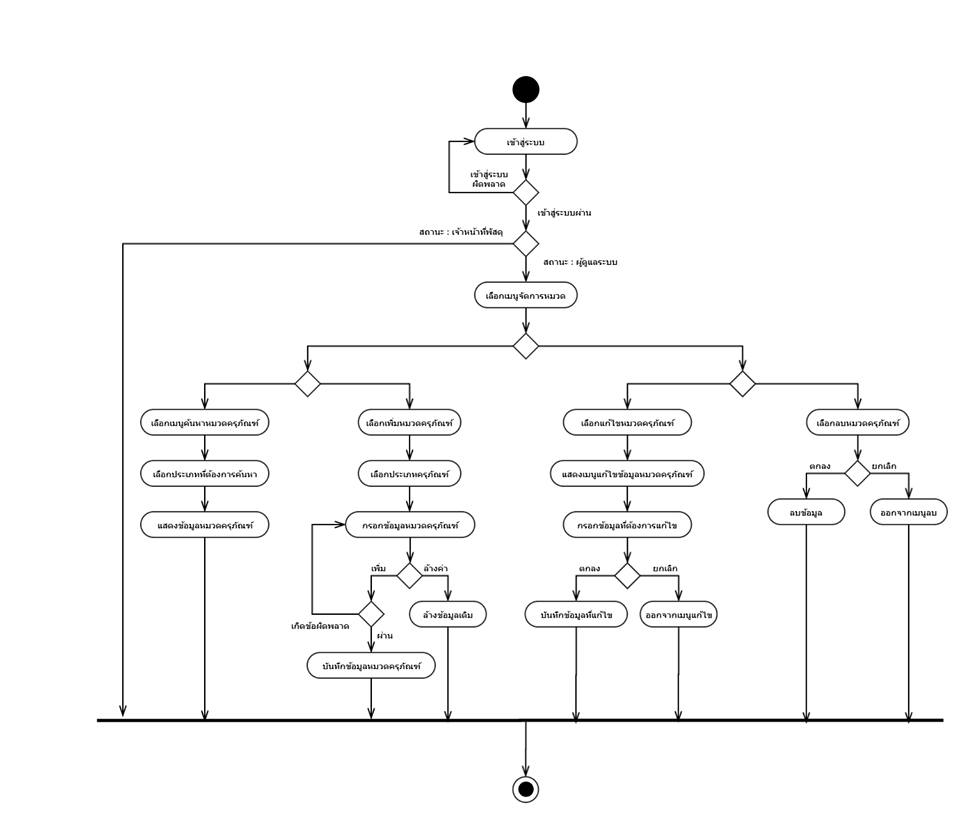 เข้าสู่ระบบ
เข้าสู่ระบบ
ผิดพลาด
เข้าสู่ระบบผ่าน
สถานะ : เจ้าหน้าที่พัสดุ
สถานะ : ผู้ดูแลระบบ
เลือกเมนูจัดการหมวด
เลือกเมนูค้นหาหมวดครุภัณฑ์
เลือกเพิ่มหมวดครุภัณฑ์
เลือกแก้ไขหมวดครุภัณฑ์
เลือกลบหมวดครุภัณฑ์
เลือกประเภทที่ต้องการค้นหา
เลือกประเภทครุภัณฑ์
แสดงเมนูแก้ไขข้อมูลหมวดครุภัณฑ์
ตกลง
ยกเลิก
แสดงข้อมูลหมวดครุภัณฑ์
กรอกข้อมูลหมวดครุภัณฑ์
กรอกข้อมูลที่ต้องการแก้ไข
ลบข้อมูล
ออกจากเมนูลบ
เพิ่ม
ล้างค่า
ตกลง
ยกเลิก
เกิดข้อผิดพลาด
ล้างข้อมูลเดิม
บันทึกข้อมูลที่แก้ไข
ออกจากเมนูแก้ไข
ผ่าน
บันทึกข้อมูลหมวดครุภัณฑ์